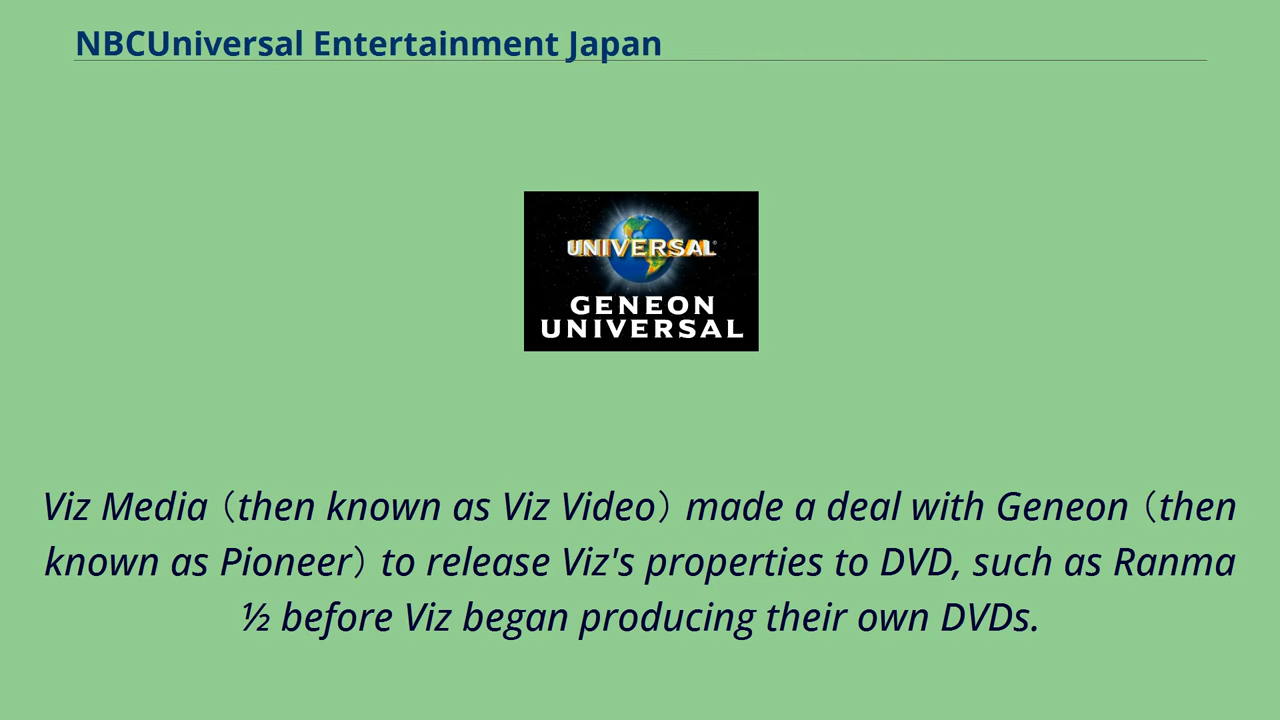 NBCUniversal Entertainment Japan
UNIVERSAL
GENEON
UNIVERSAL
Viz Media（then known as Viz Video）made a deal with Geneon（then
known as Pioneer）to release Viz's properties to DVD, such as Ranma
½ before Viz began producing their own DVDs.